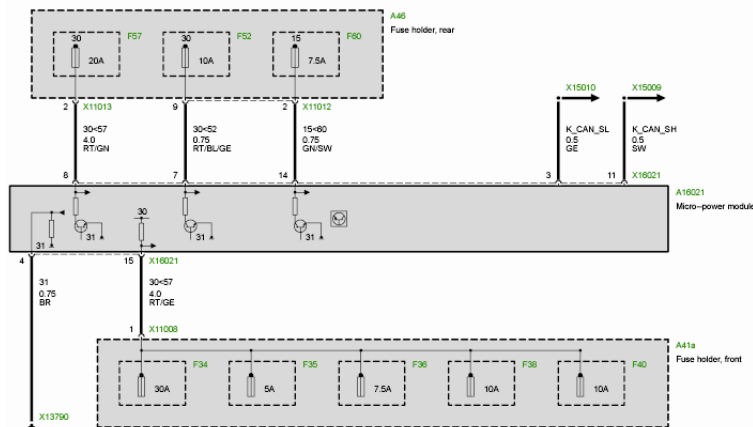 A46
Fuse holder, rear
30 F57 30 F52 15 F60
20A 10A 7.5A
2 X11013 9 2 X11012 X15010 X15009
30<57 30<52 15<60 K_CAN_SL K_CAN_SH
4.0 0.75 0.75 0.5 0.5
RT/GN RT/BL/GE GN/SW GE SW
8 7 14 3 11 X16021
A16021
Micro-power module
30
31 31 31 31
4 15 X16021
31 30<57
0.75 4.0
BR RT/GE
1 X11008
A41a
Fuse holder, front
F34 F35 F36 F38 F40
30A 5A 7.5A 10A 10A
X13790